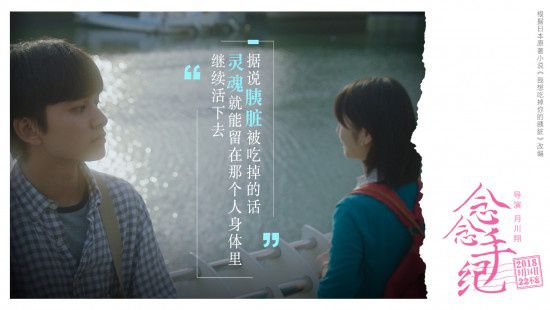 根据日本原著小说《我想吃掉你的胰脏》改编
据说胰脏被吃掉的话
灵魂就能留在那个人身体里
继续活下去
导演 月川翔
念念手纪
2018